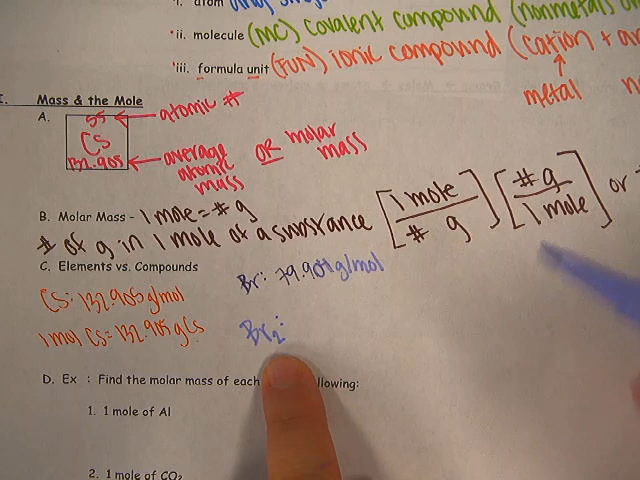 i. atom
ii. molecule (MC) covalent compound (nonmetals
iii. formula unit (FUN) ionic compound (cation +
metal
I. Mass & the Mole
A.
55 ← atomic #
Cs
132.905 ← average atomic mass OR molar mass
B. Molar Mass - 1 mole = # g
# of g in 1 mole of a substance [1 mole / # g] [# g / 1 mole] or
C. Elements vs. Compounds
Br: 79.904 g/mol
Cs: 132.905 g/mol
1 mol Cs = 132.905 g Cs
Br2:
D. Ex : Find the molar mass of each llowing:
1. 1 mole of Al
2. 1 mole of CO2